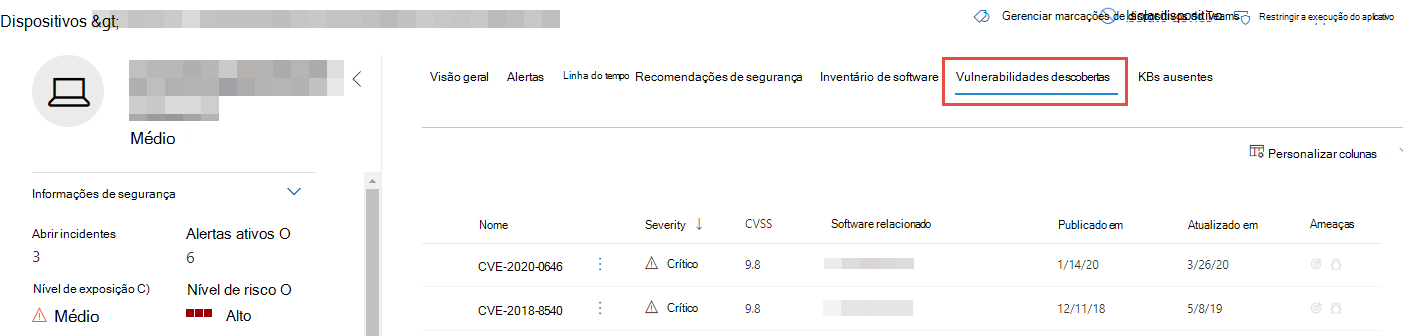 Dispositivos &gt;
Gerenciar marcações de dispositivos do Teams Isolar dispositivo Restringir a execução do aplicativo
Visão geral Alertas Linha do tempo Recomendações de segurança Inventário de software Vulnerabilidades descobertas KBs ausentes
Médio
Personalizar colunas
Informações de segurança
Abrir incidentes Alertas ativos O
3 6
Nível de exposição C) Nível de risco O
Médio Alto
Nome Severity ↓ CVSS Software relacionado Publicado em Atualizado em Ameaças
CVE-2020-0646 Crítico 9.8 1/14/20 3/26/20
CVE-2018-8540 Crítico 9.8 12/11/18 5/8/19